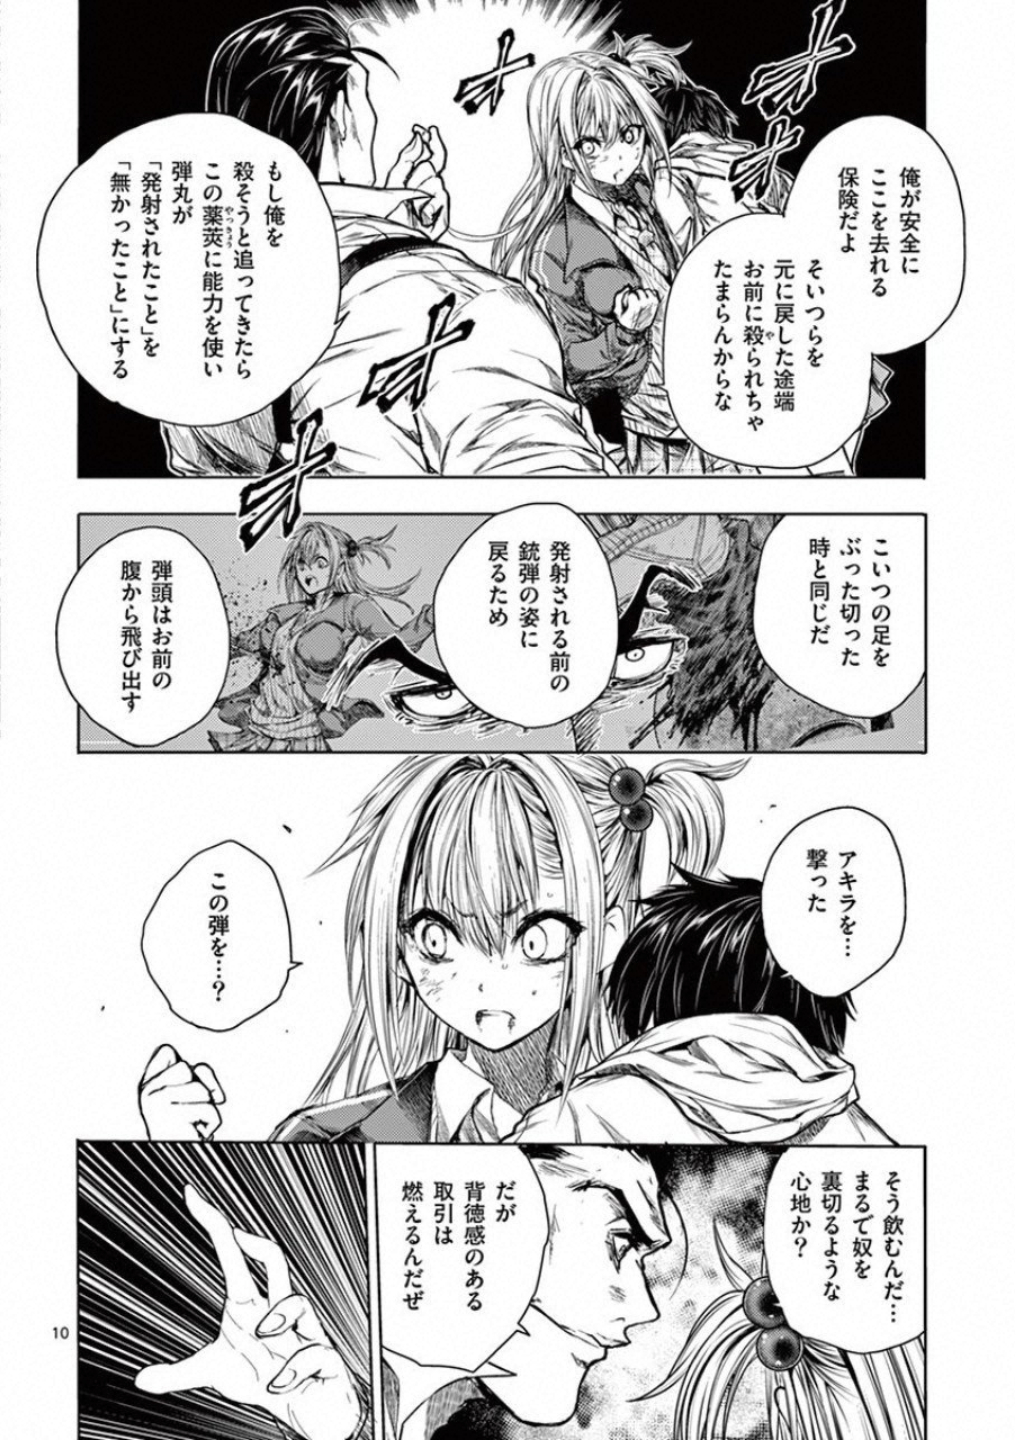 俺が安全に
ここを去れる
保険だよ
そいつらを
元に戻した途端
お前に殺られちゃ
たまらんからな
もし俺を
殺そうと追ってきたら
この薬莢に能力を使い
弾丸が
「発射されたこと」を
「無かったこと」にする
こいつの足を
ぶった切った
時と同じだ
発射される前の
銃弾の姿に
戻るため
弾頭はお前の
腹から飛び出す
アキラを…
撃った
この弾を…?
そう飲むんだ…
まるで奴を
裏切るような
心地か?
だが
背徳感のある
取引は
燃えるんだぜ
10